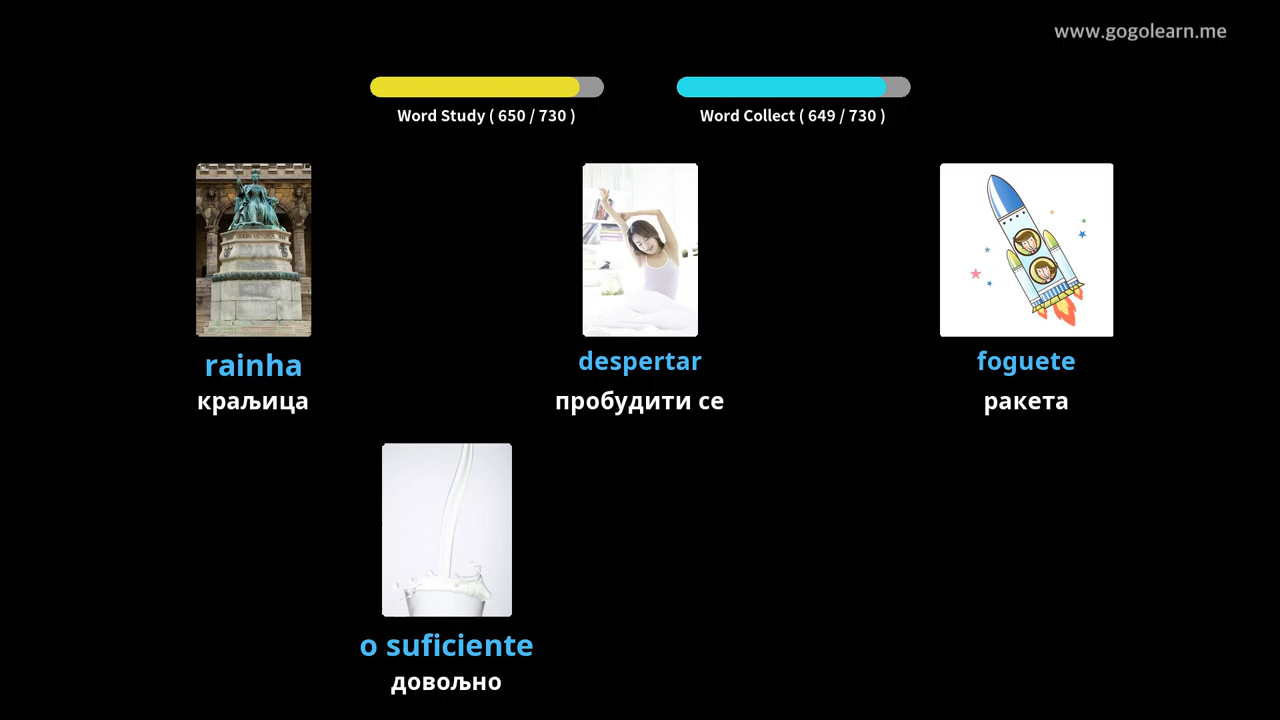 www.gogolearn.me
Word Study ( 650 / 730 )
Word Collect ( 649 / 730 )
rainha
краљица
despertar
пробудити се
foguete
ракета
o suficiente
довољно